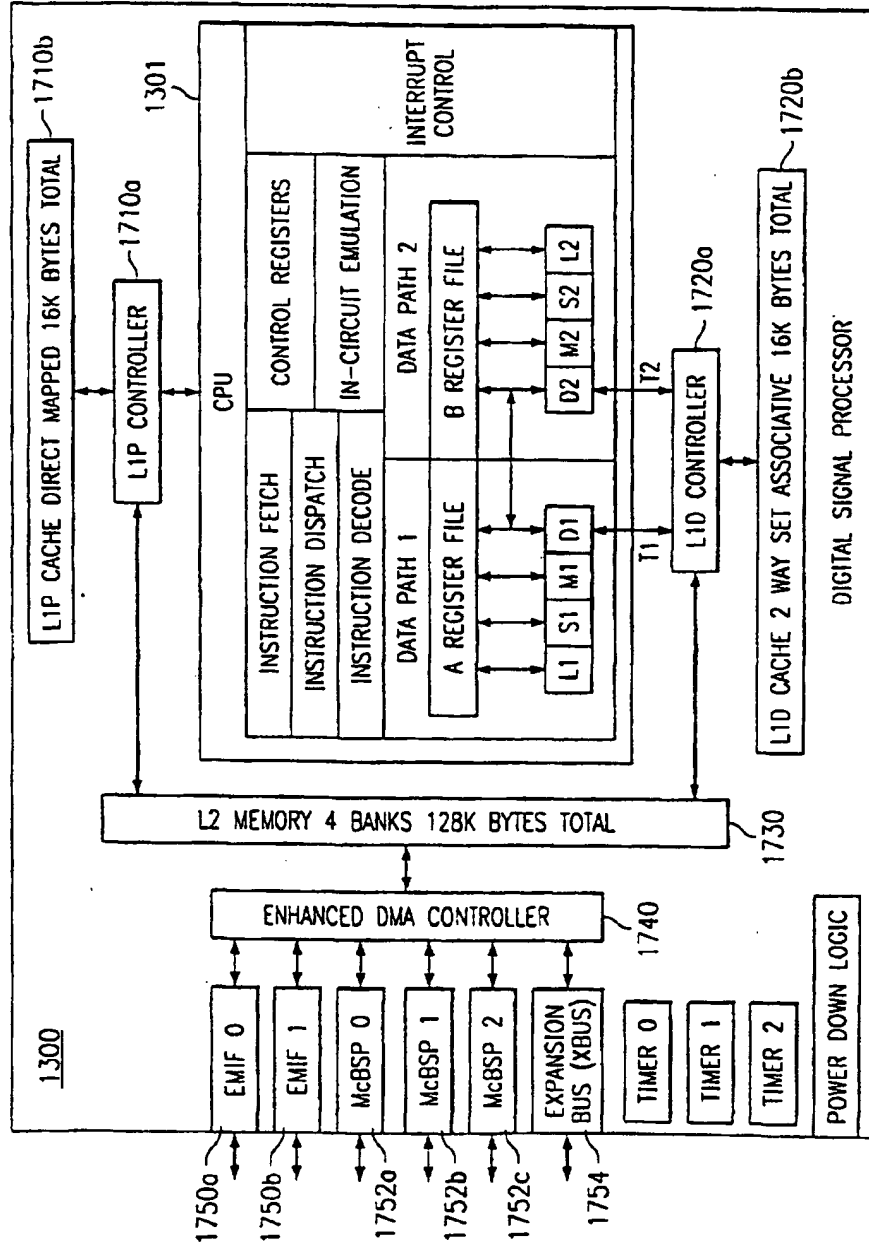 1300
L1P CACHE DIRECT MAPPED 16K BYTES TOTAL
1710b
L1P CONTROLLER
1710a
1301
CPU
INSTRUCTION FETCH
INSTRUCTION DISPATCH
INSTRUCTION DECODE
CONTROL REGISTERS
IN-CIRCUIT EMULATION
INTERRUPT
CONTROL
DATA PATH 1
DATA PATH 2
A REGISTER FILE
B REGISTER FILE
L1 S1 M1 D1
D2 M2 S2 L2
T1
T2
L1D CONTROLLER
1720a
L1D CACHE 2 WAY SET ASSOCIATIVE 16K BYTES TOTAL
1720b
DIGITAL SIGNAL PROCESSOR
L2 MEMORY 4 BANKS 128K BYTES TOTAL
1730
ENHANCED DMA CONTROLLER
1740
EMIF 0
EMIF 1
McBSP 0
McBSP 1
McBSP 2
EXPANSION
BUS (XBUS)
TIMER 0
TIMER 1
TIMER 2
POWER DOWN LOGIC
1750a
1750b
1752a
1752b
1752c
1754